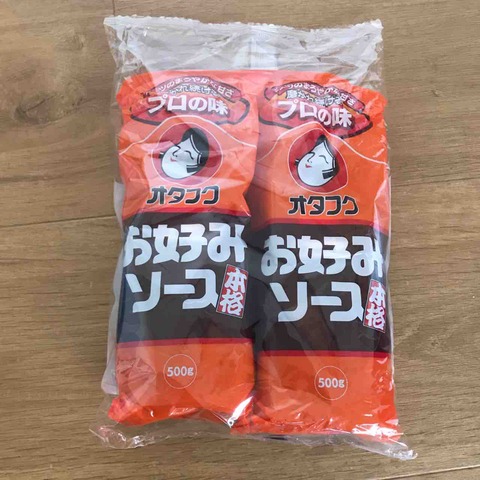 プロの味
オタフク
お好み
ソース
本格
500g
プロの味
オタフク
お好み
ソース
本格
500g